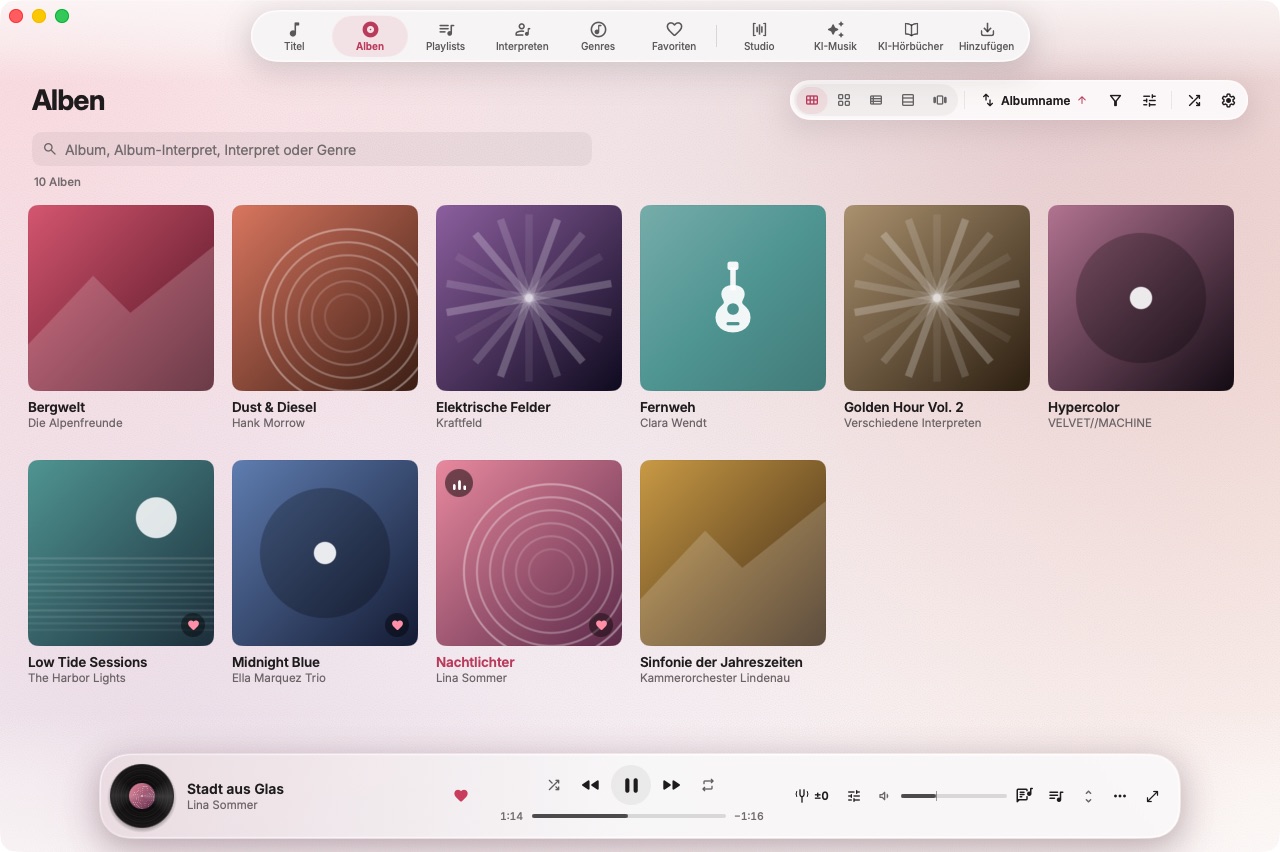 Titel
Alben
Playlists
Interpreten
Genres
Favoriten
Studio
KI-Musik
KI-Hörbücher
Hinzufügen
Alben
Albumname
Album, Album-Interpret, Interpret oder Genre
10 Alben
Bergwelt
Die Alpenfreunde
Dust & Diesel
Hank Morrow
Elektrische Felder
Kraftfeld
Fernweh
Clara Wendt
Golden Hour Vol. 2
Verschiedene Interpreten
Hypercolor
VELVET//MACHINE
Low Tide Sessions
The Harbor Lights
Midnight Blue
Ella Marquez Trio
Nachtlichter
Lina Sommer
Sinfonie der Jahreszeiten
Kammerorchester Lindenau
Stadt aus Glas
Lina Sommer
1:14
−1:16
±0